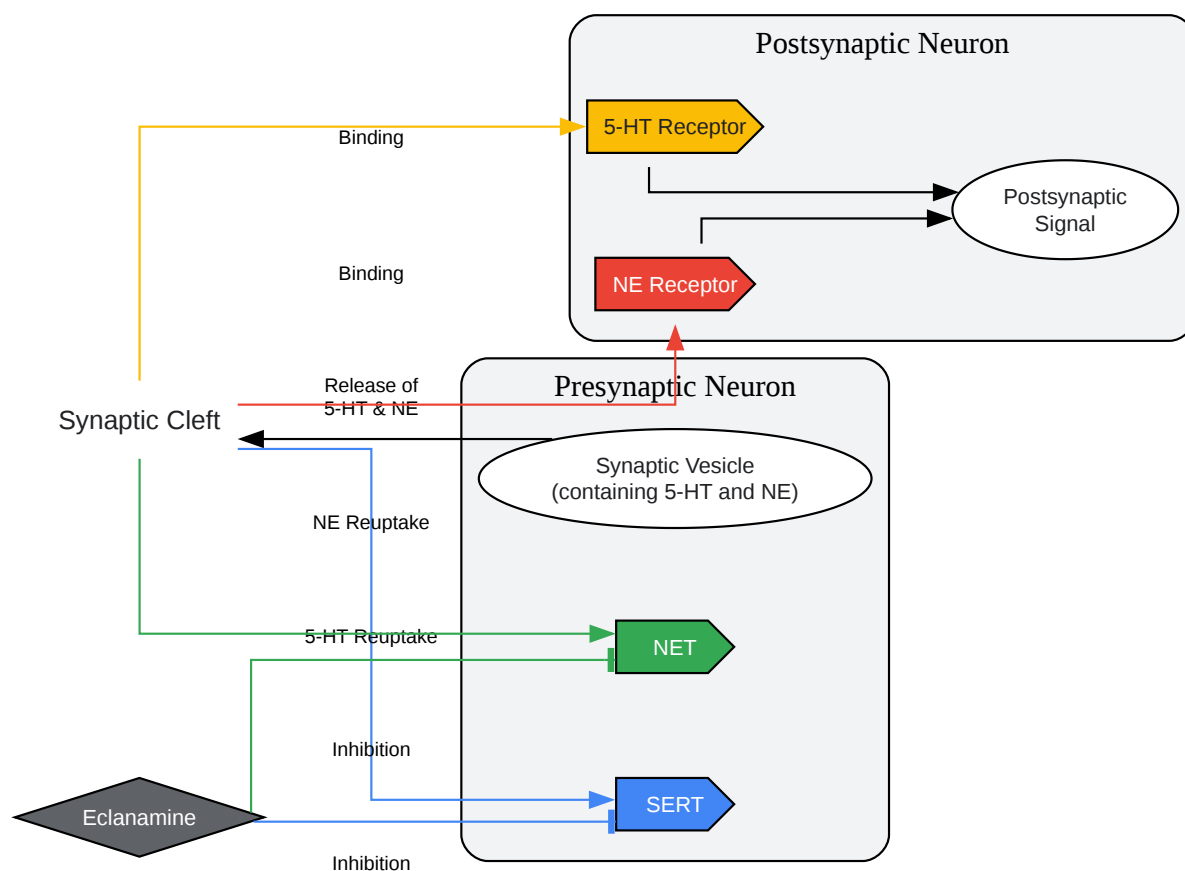 Postsynaptic Neuron
5-HT Receptor
Binding
Postsynaptic
Signal
Binding
NE Receptor
Presynaptic Neuron
Release of
5-HT & NE
Synaptic Cleft
Synaptic Vesicle
(containing 5-HT and NE)
NE Reuptake
5-HT Reuptake
NET
Inhibition
SERT
Eclanamine
Inhibition